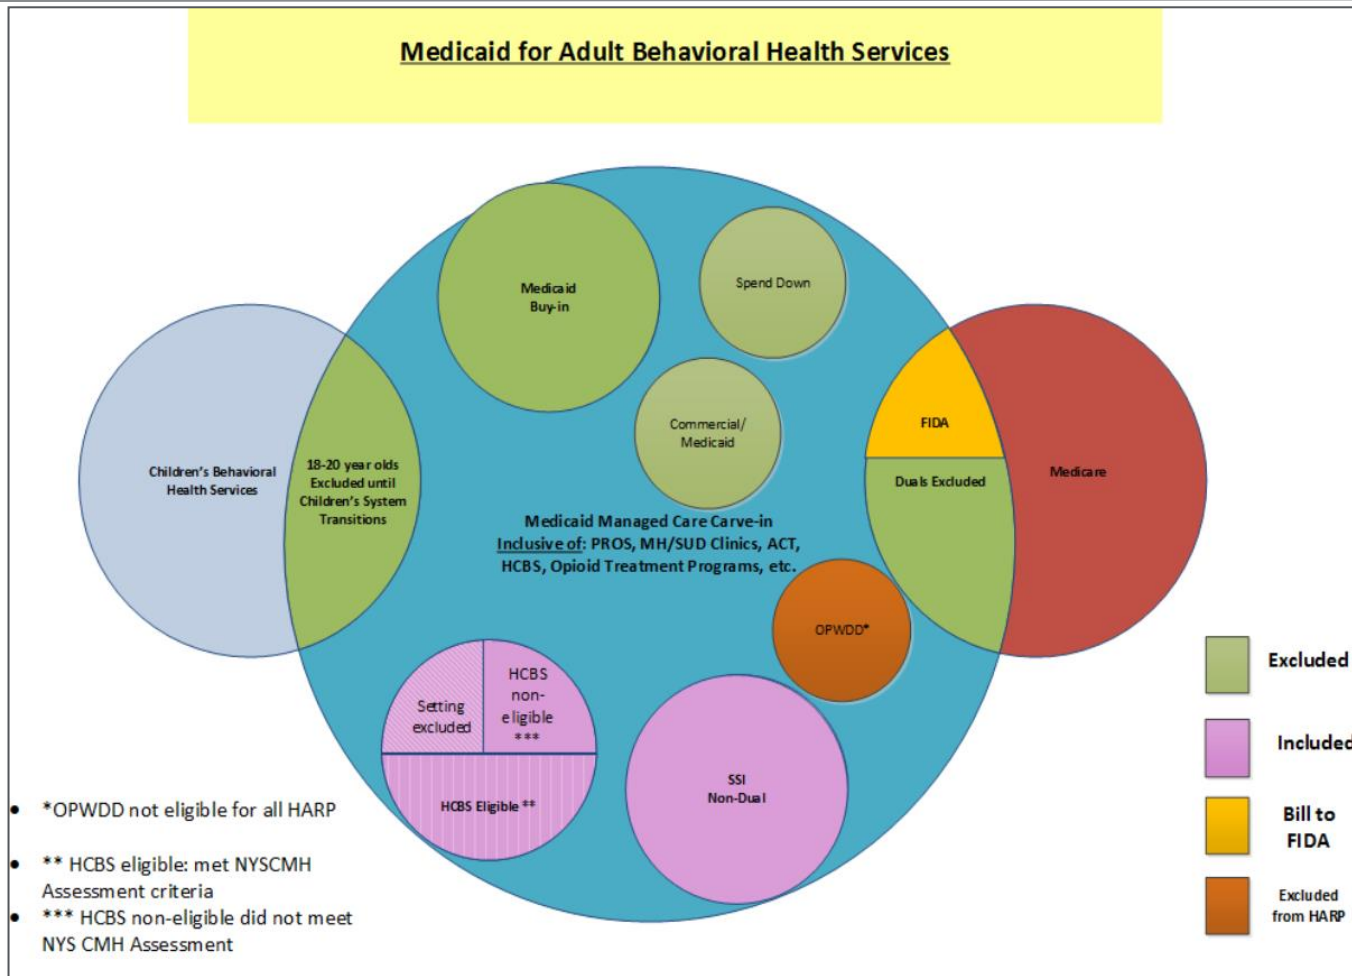 Medicaid for Adult Behavioral Health Services
Medicaid
Buy-in
Spend Down
Commercial/
Medicaid
Children's Behavioral
Health Services
18-20 year olds
Excluded until
Children's System
Transitions
FIDA
Duals Excluded
Medicare
Medicaid Managed Care Carve-in
Inclusive of: PROS, MH/SUD Clinics, ACT,
HCBS, Opioid Treatment Programs, etc.
OPWDD*
Setting
excluded
HCBS
non-
eligible
***
HCBS Eligible **
SSI
Non-Dual
Excluded
Included
Bill to
FIDA
Excluded
from HARP
• *OPWDD not eligible for all HARP
• ** HCBS eligible: met NYSCMH
Assessment criteria
• *** HCBS non-eligible did not meet
NYS CMH Assessment